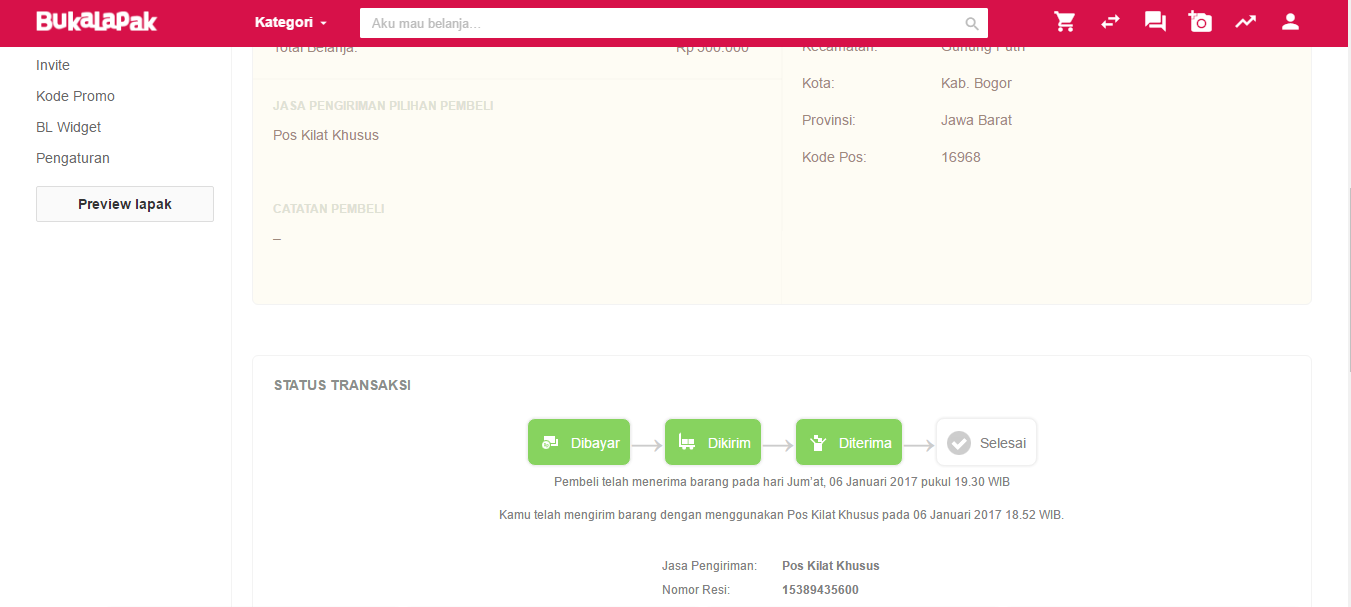 BukaLapak
Kategori
Aku mau belanja...
Invite
Kode Promo
BL Widget
Pengaturan
Preview lapak
Total Belanja: Rp 500.000
JASA PENGIRIMAN PILIHAN PEMBELI
Pos Kilat Khusus
CATATAN PEMBELI
–
Kecamatan: Gunung Putri
Kota: Kab. Bogor
Provinsi: Jawa Barat
Kode Pos: 16968
STATUS TRANSAKSI
Dibayar Dikirim Diterima Selesai
Pembeli telah menerima barang pada hari Jum'at, 06 Januari 2017 pukul 19.30 WIB
Kamu telah mengirim barang dengan menggunakan Pos Kilat Khusus pada 06 Januari 2017 18.52 WIB.
Jasa Pengiriman: Pos Kilat Khusus
Nomor Resi: 15389435600